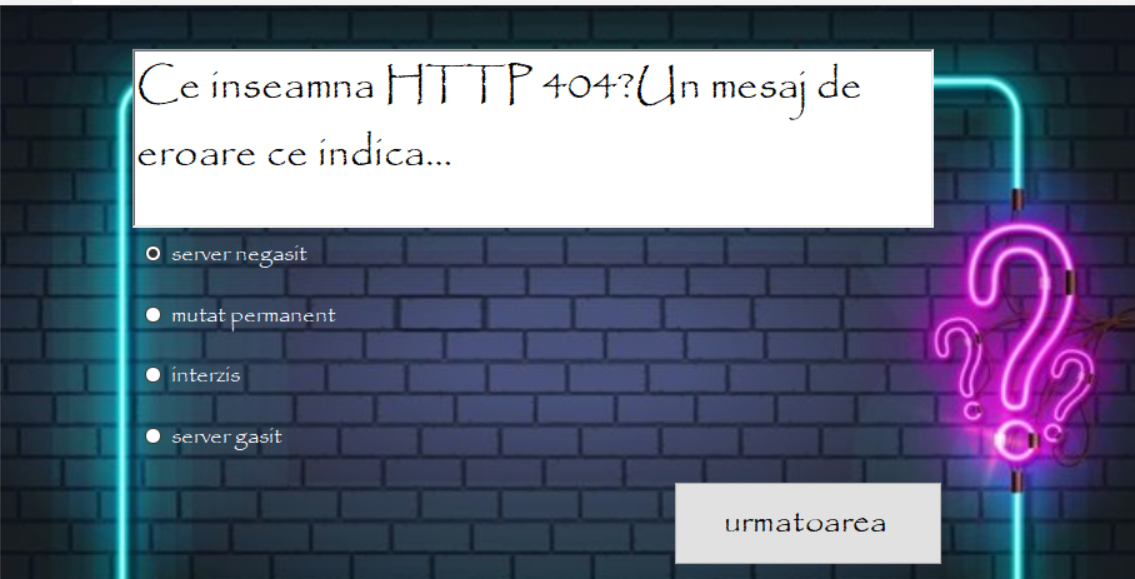 Ce inseamna HTTP 404?Un mesaj de
eroare ce indica...
server negasit
mutat permanent
interzis
server gasit
urmatoarea